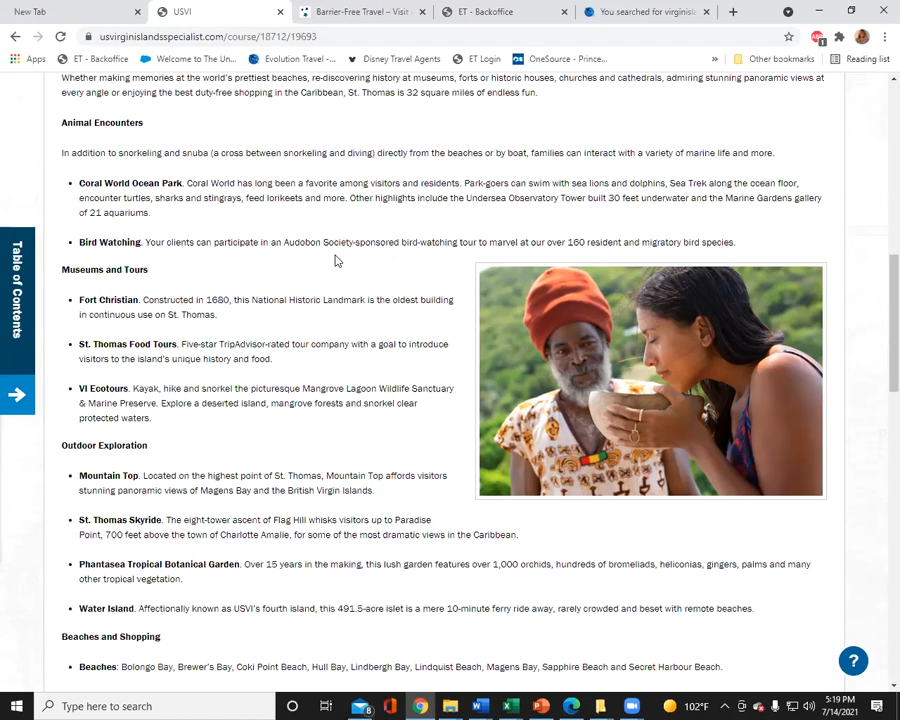 New Tab
USVI
Barrier-Free Travel – Visit
ET - Backoffice
You searched for virginisl
usvirginislandsspecialist.com/course/18712/19693
Apps
ET - Backoffice
Welcome to The Un...
Evolution Travel -...
Disney Travel Agents
ET Login
OneSource - Prince...
»
Other bookmarks
Reading list
Whether making memories at the world's prettiest beaches, re-discovering history at museums, forts or historic houses, churches and cathedrals, admiring stunning panoramic views at
every angle or enjoying the best duty-free shopping in the Caribbean, St. Thomas is 32 square miles of endless fun.
Animal Encounters
In addition to snorkeling and snuba (a cross between snorkeling and diving) directly from the beaches or by boat, families can interact with a variety of marine life and more.
• Coral World Ocean Park. Coral World has long been a favorite among visitors and residents. Park-goers can swim with sea lions and dolphins, Sea Trek along the ocean floor,
encounter turtles, sharks and stingrays, feed lorikeets and more. Other highlights include the Undersea Observatory Tower built 30 feet underwater and the Marine Gardens gallery
of 21 aquariums.
• Bird Watching. Your clients can participate in an Audobon Society-sponsored bird-watching tour to marvel at our over 160 resident and migratory bird species.
Museums and Tours
• Fort Christian. Constructed in 1680, this National Historic Landmark is the oldest building
in continuous use on St. Thomas.
• St. Thomas Food Tours. Five-star TripAdvisor-rated tour company with a goal to introduce
visitors to the island's unique history and food.
• VI Ecotours. Kayak, hike and snorkel the picturesque Mangrove Lagoon Wildlife Sanctuary
& Marine Preserve. Explore a deserted island, mangrove forests and snorkel clear
protected waters.
Outdoor Exploration
• Mountain Top. Located on the highest point of St. Thomas, Mountain Top affords visitors
stunning panoramic views of Magens Bay and the British Virgin Islands.
• St. Thomas Skyride. The eight-tower ascent of Flag Hill whisks visitors up to Paradise
Point, 700 feet above the town of Charlotte Amalie, for some of the most dramatic views in the Caribbean.
• Phantasea Tropical Botanical Garden. Over 15 years in the making, this lush garden features over 1,000 orchids, hundreds of bromeliads, heliconias, gingers, palms and many
other tropical vegetation.
• Water Island. Affectionally known as USVI's fourth island, this 491.5-acre islet is a mere 10-minute ferry ride away, rarely crowded and beset with remote beaches.
Beaches and Shopping
• Beaches: Bolongo Bay, Brewer's Bay, Coki Point Beach, Hull Bay, Lindbergh Bay, Lindquist Beach, Magens Bay, Sapphire Beach and Secret Harbour Beach.
Table of Contents
?
Type here to search
8
102°F
5:19 PM
7/14/2021